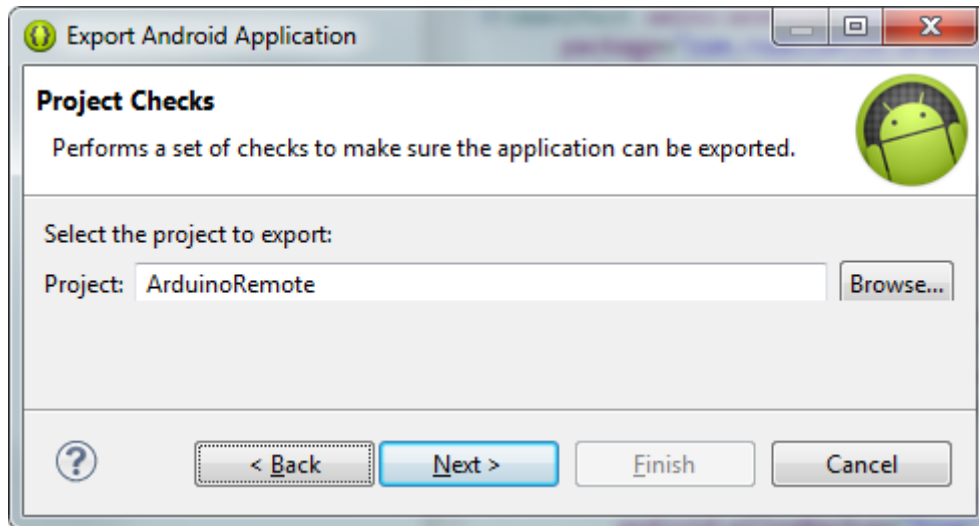 Export Android Application
Project Checks
Performs a set of checks to make sure the application can be exported.
Select the project to export:
Project: ArduinoRemote Browse...
< Back Next > Finish Cancel